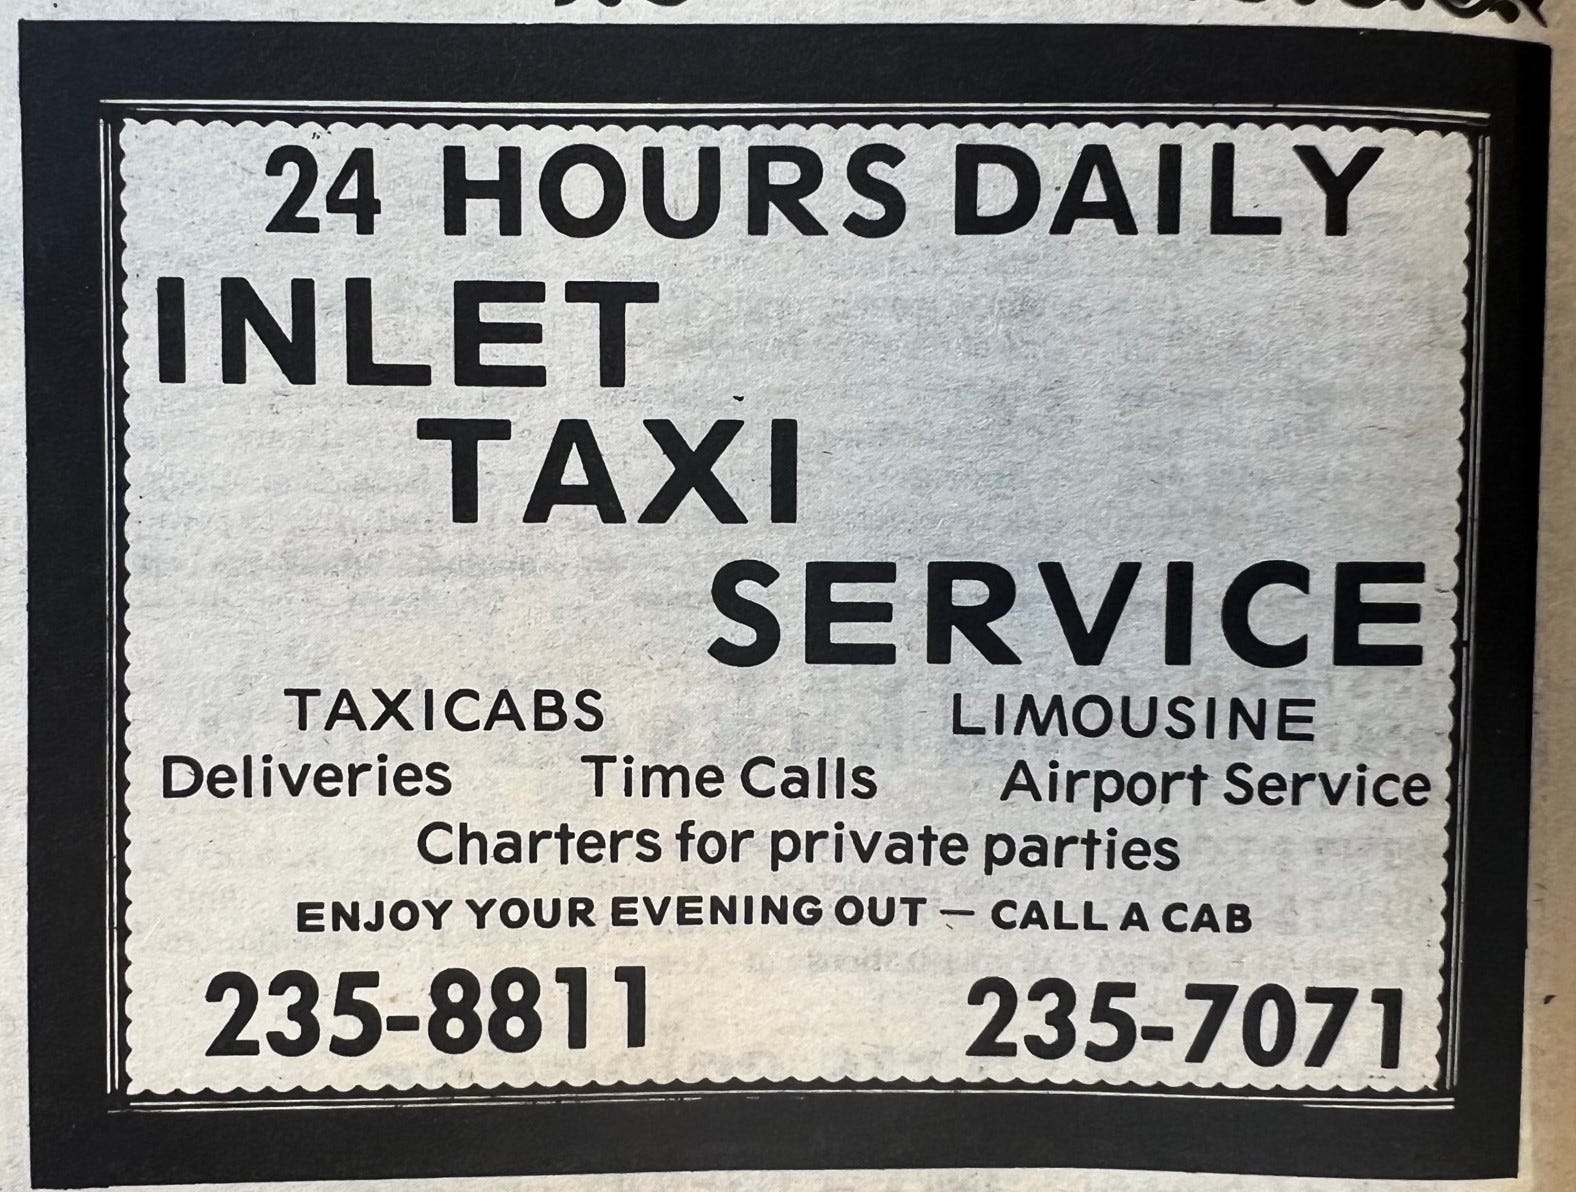 24 HOURS DAILY
INLET
TAXI
SERVICE
TAXICABS LIMOUSINE
Deliveries Time Calls Airport Service
Charters for private parties
ENJOY YOUR EVENING OUT — CALL A CAB
235-8811 235-7071